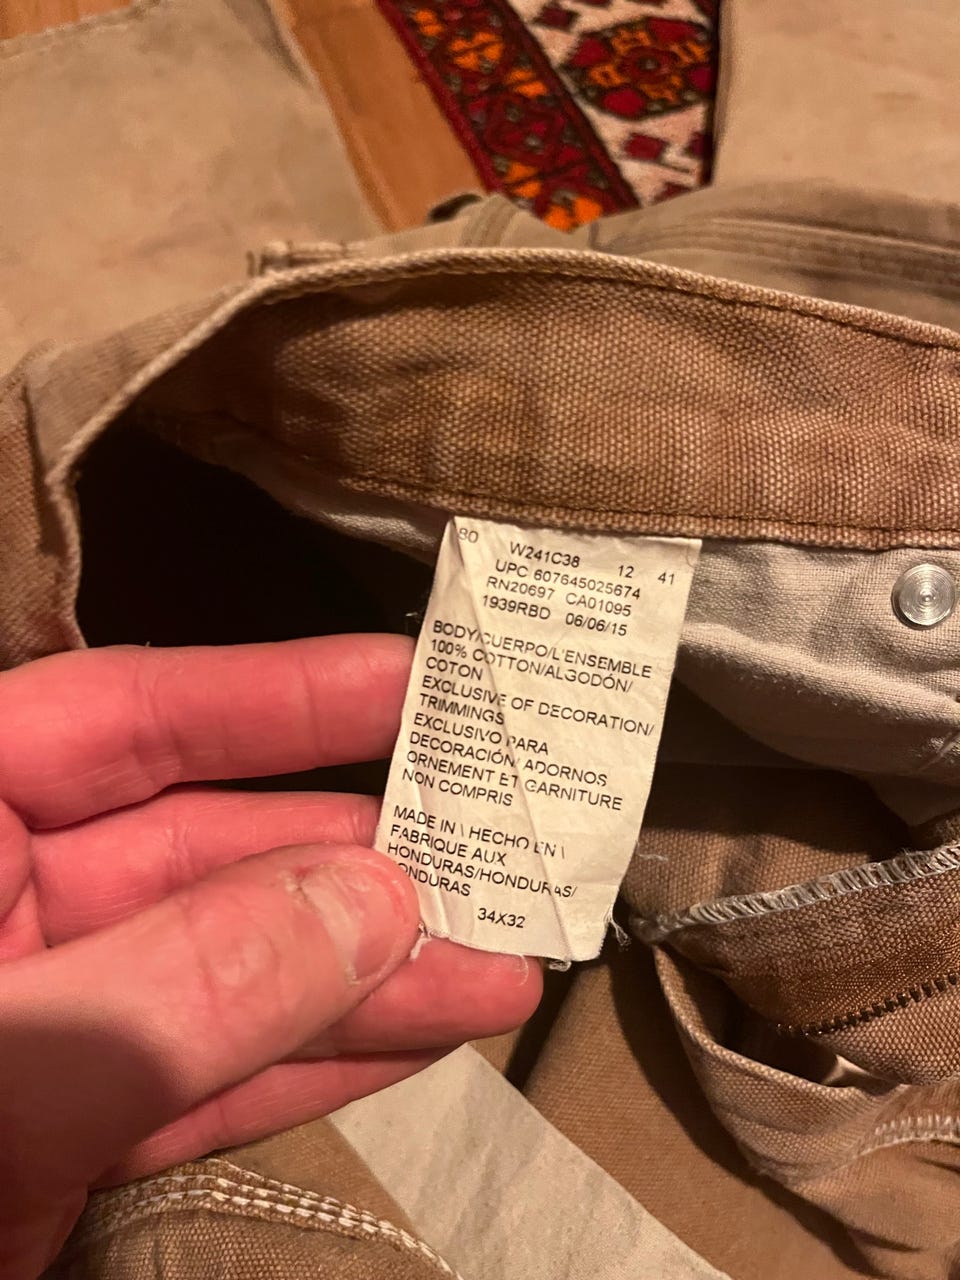 80 W241C38 12 41
UPC 607645025674
RN20697 CA01095
1939RBD 06/06/15
BODY/CUERPO/L'ENSEMBLE
100% COTTON/ALGODÓN/
COTON
EXCLUSIVE OF DECORATION/
TRIMMINGS
EXCLUSIVO PARA
DECORACIÓN/ADORNOS
ORNEMENT ET GARNITURE
NON COMPRIS
MADE IN \ HECHO EN \
FABRIQUE AUX
HONDURAS/HONDURAS/
HONDURAS
34X32